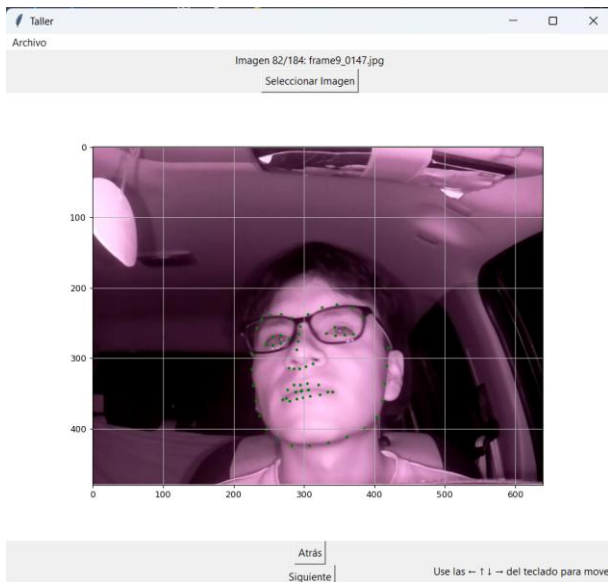 Taller
Archivo
Imagen 82/184: frame9_0147.jpg
Seleccionar Imagen
0
100
200
300
400
0 100 200 300 400 500 600
Atrás
Siguiente
Use las ← ↑ ↓ → del teclado para move